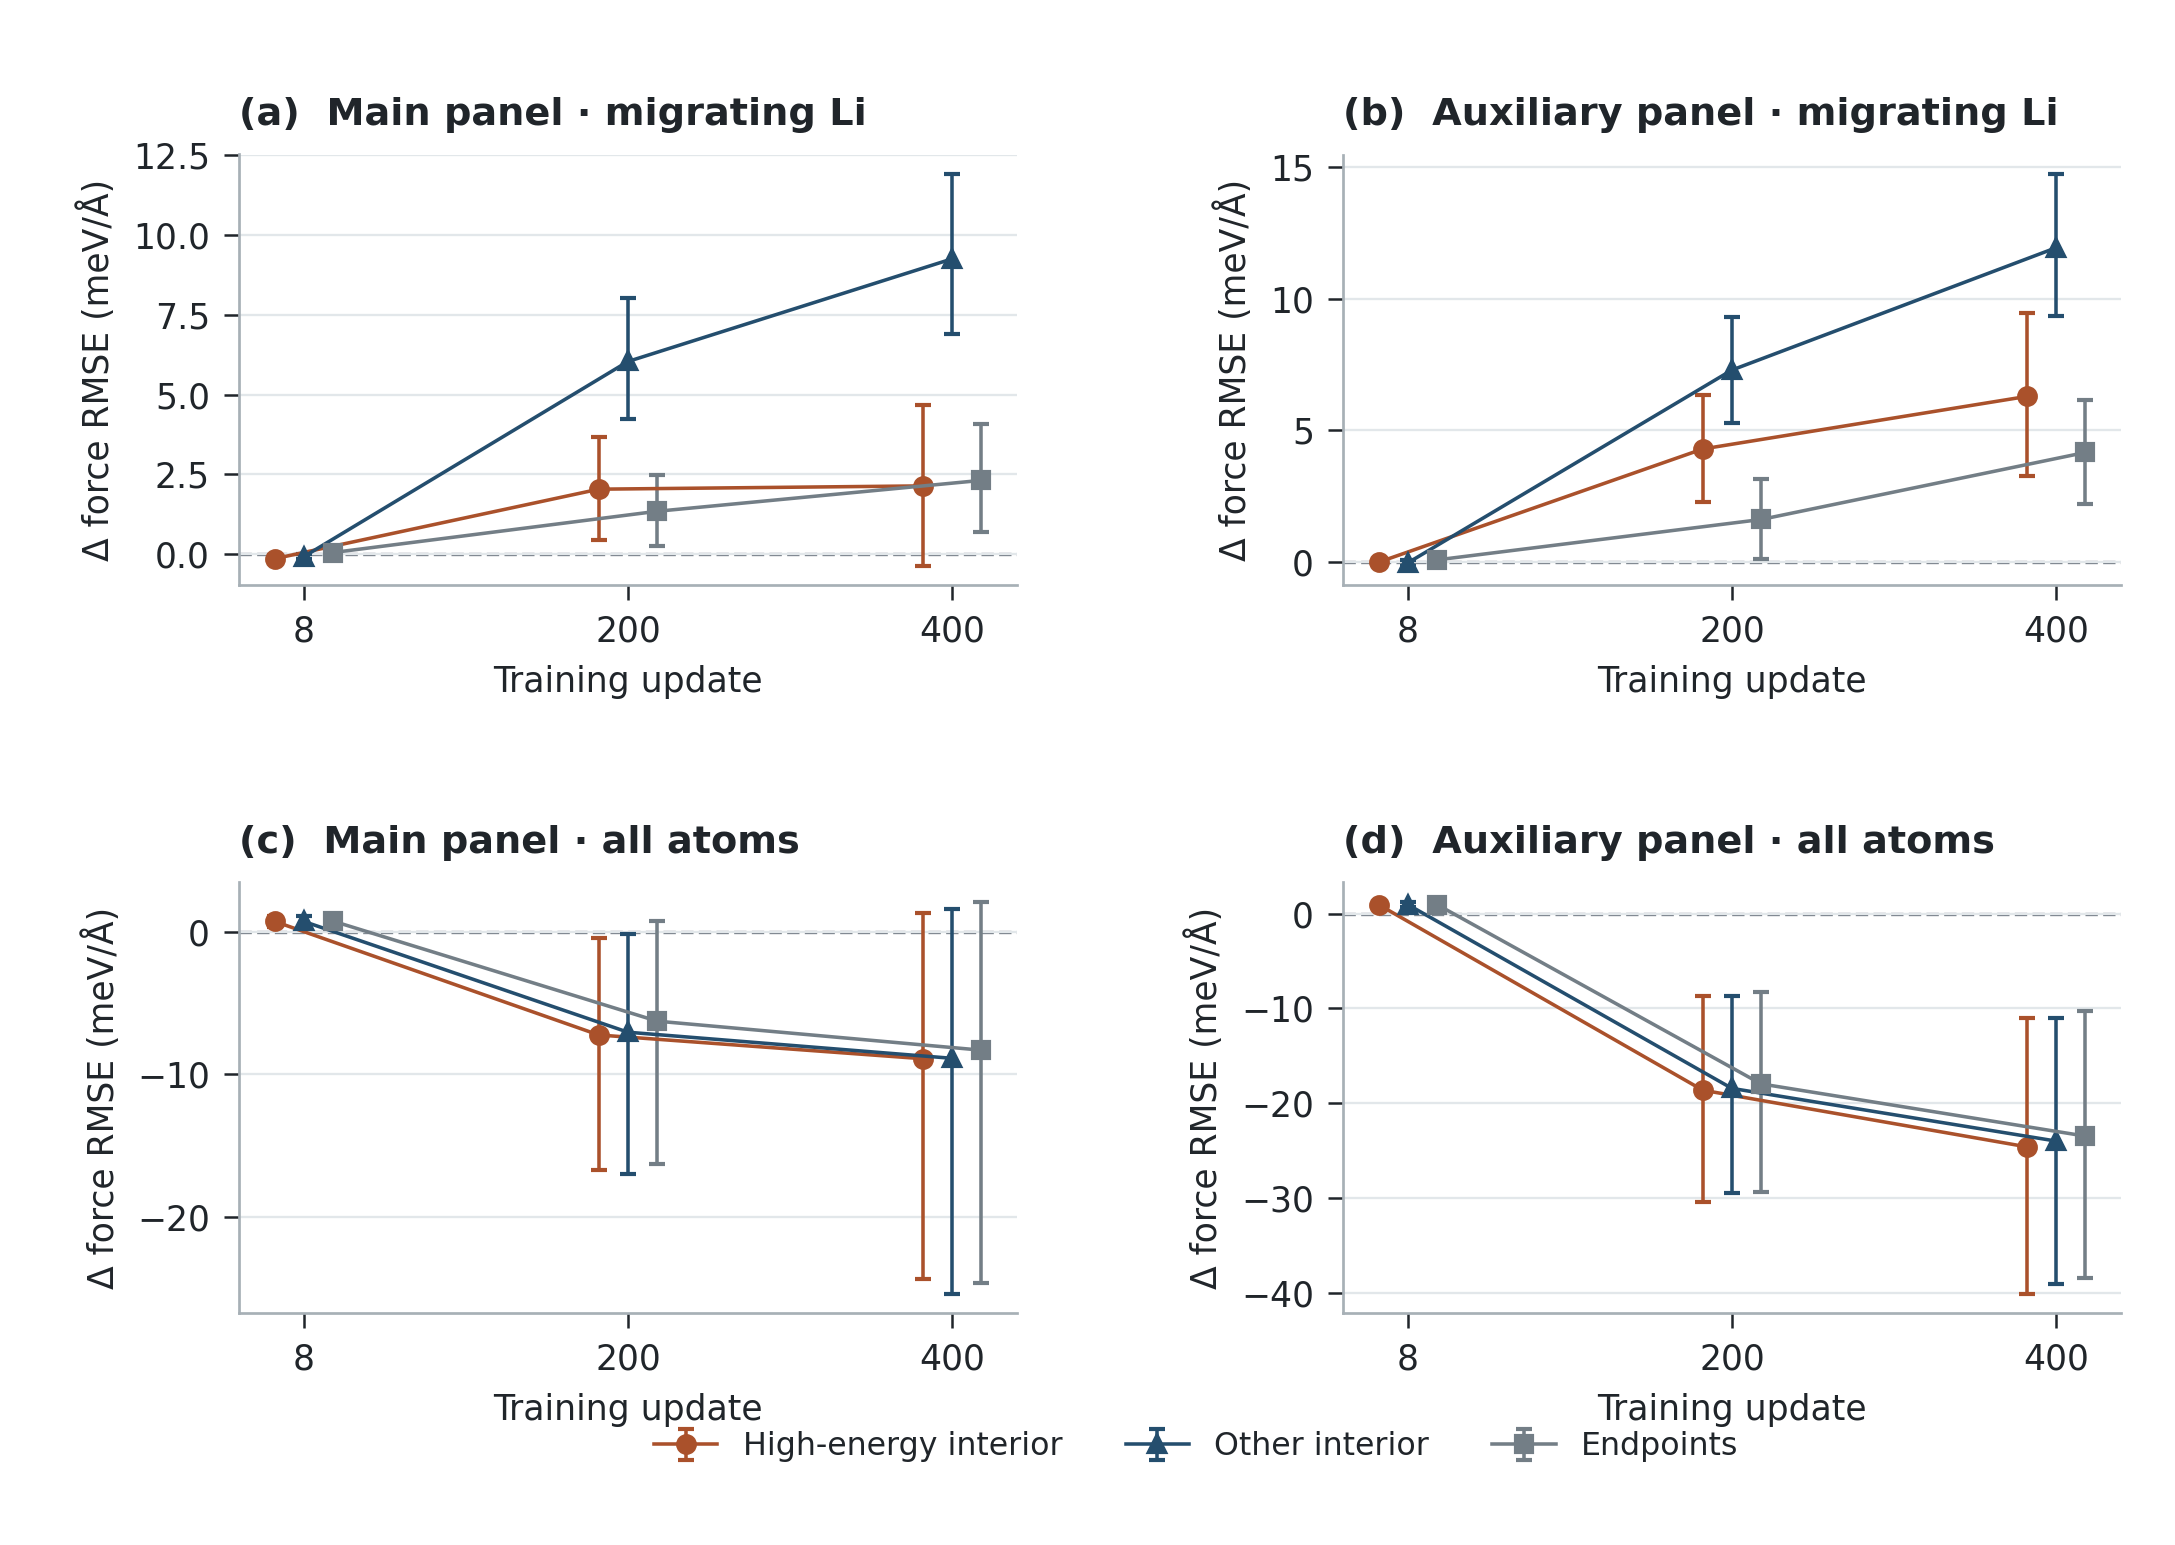 (a) Main panel · migrating Li
Δ force RMSE (meV/Å)
12.5
10.0
7.5
5.0
2.5
0.0
8 200 400
Training update
(b) Auxiliary panel · migrating Li
Δ force RMSE (meV/Å)
15
10
5
0
8 200 400
Training update
(c) Main panel · all atoms
Δ force RMSE (meV/Å)
0
−10
−20
8 200 400
Training update
(d) Auxiliary panel · all atoms
Δ force RMSE (meV/Å)
0
−10
−20
−30
−40
8 200 400
Training update
High-energy interior Other interior Endpoints